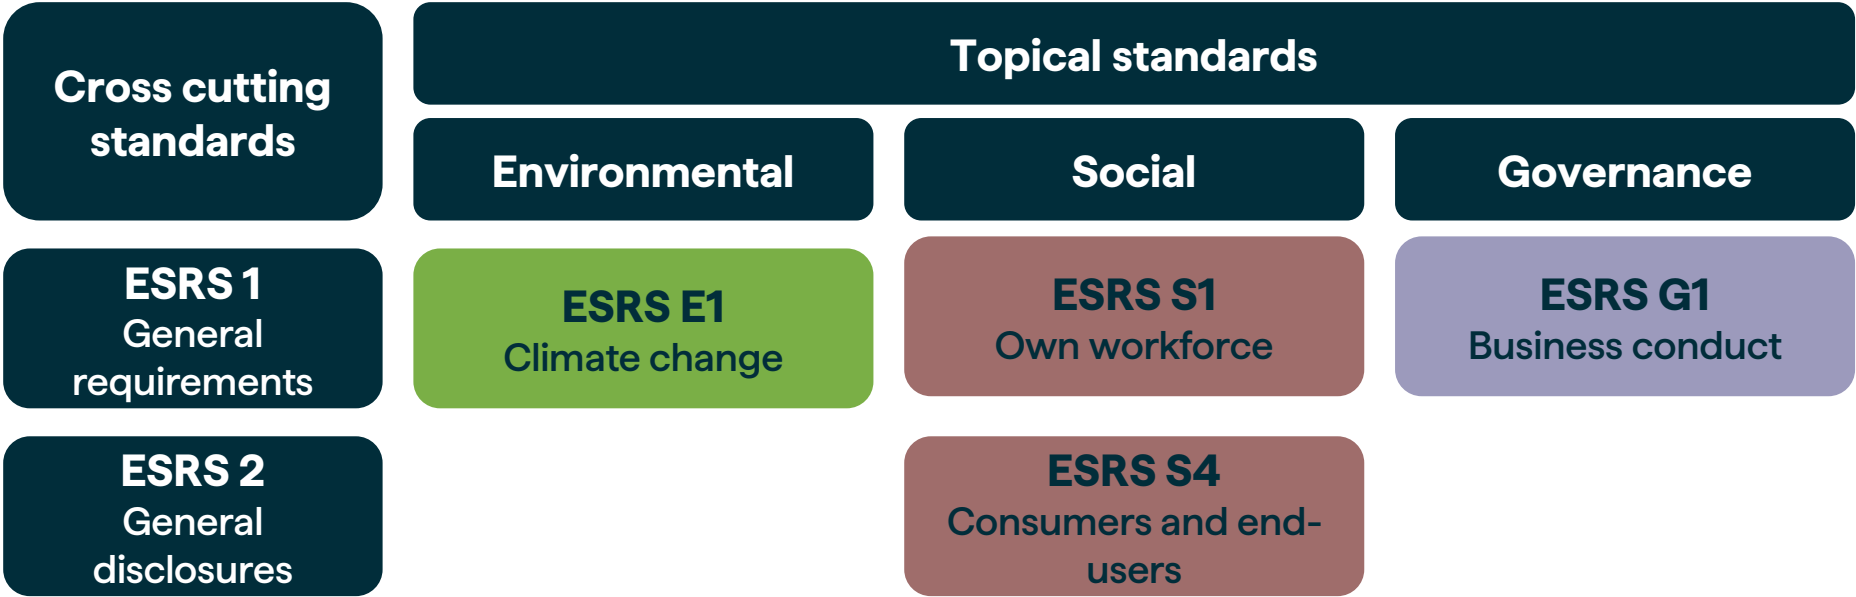 Cross cutting
standards
Topical standards
Environmental
Social
Governance
ESRS 1
General
requirements
ESRS E1
Climate change
ESRS S1
Own workforce
ESRS G1
Business conduct
ESRS 2
General
disclosures
ESRS S4
Consumers and end-
users